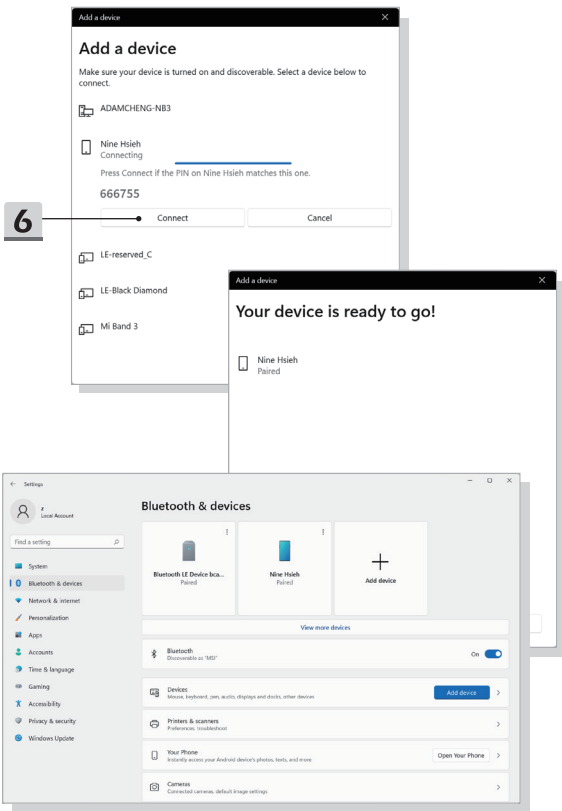 Add a device
Add a device
Make sure your device is turned on and discoverable. Select a device below to
connect.
ADAMCHENG-NB3
Nine Hsieh
Connecting
Press Connect if the PIN on Nine Hsieh matches this one.
666755
6
Connect
Cancel
LE-reserved_C
LE-Black Diamond
Mi Band 3
Add a device
Your device is ready to go!
Nine Hsieh
Paired
Settings
z
Local Account
Find a setting
System
Bluetooth & devices
Network & internet
Personalization
Apps
Accounts
Time & language
Gaming
Accessibility
Privacy & security
Windows Update
Bluetooth & devices
Bluetooth LE Device bca...
Paired
Nine Hsieh
Paired
Add device
View more devices
Bluetooth
Discoverable as "MSI"
On
Devices
Mouse, keyboard, pen, audio, displays and docks, other devices
Add device
Printers & scanners
Preferences, troubleshoot
Your Phone
Instantly access your Android device's photos, texts, and more
Open Your Phone
Cameras
Connected cameras, default image settings